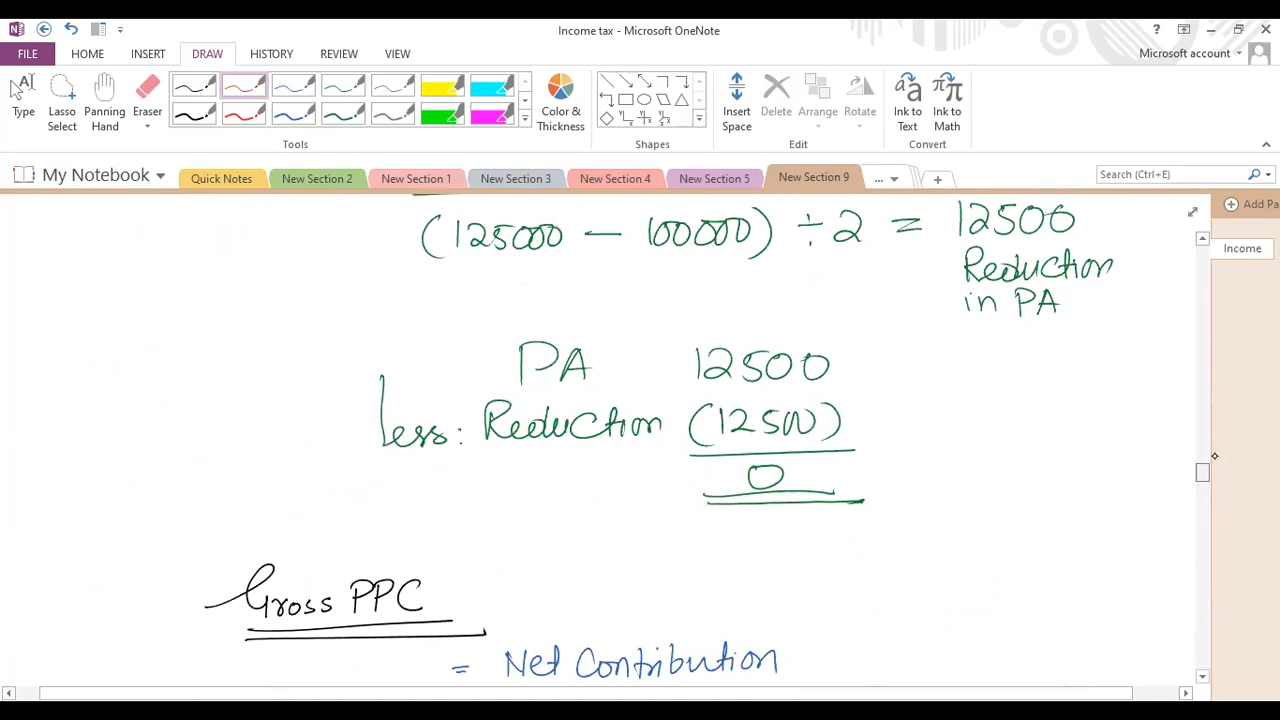 Income tax - Microsoft OneNote
?
FILE
HOME
INSERT
DRAW
HISTORY
REVIEW
VIEW
Microsoft account
Type
Lasso
Select
Panning
Hand
Eraser
Color &
Thickness
Insert
Space
Delete
Arrange
Rotate
Ink to
Text
Ink to
Math
Tools
Shapes
Edit
Convert
My Notebook
Quick Notes
New Section 2
New Section 1
New Section 3
New Section 4
New Section 5
New Section 9
...
Search (Ctrl+E)
Add Pa
Income
(125000 — 100000) ÷ 2 = 12500
Reduction
in PA
PA 12500
Less: Reduction (12500)
0
Gross PPC
= Net Contribution